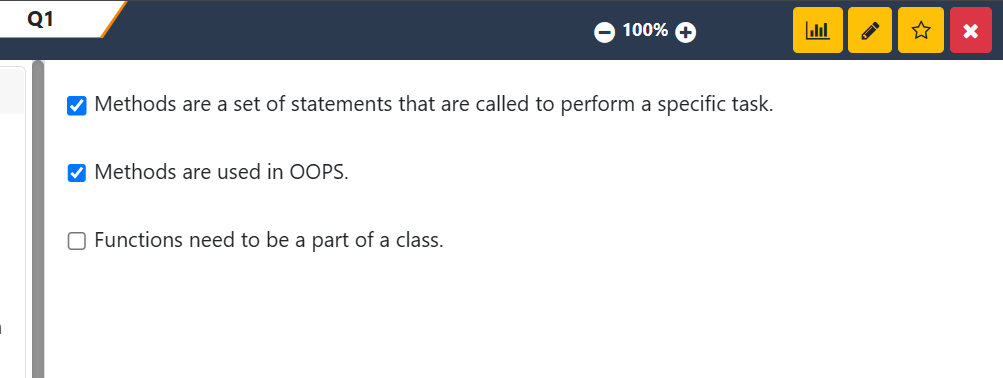 Q1
100%
Methods are a set of statements that are called to perform a specific task.
Methods are used in OOPS.
Functions need to be a part of a class.